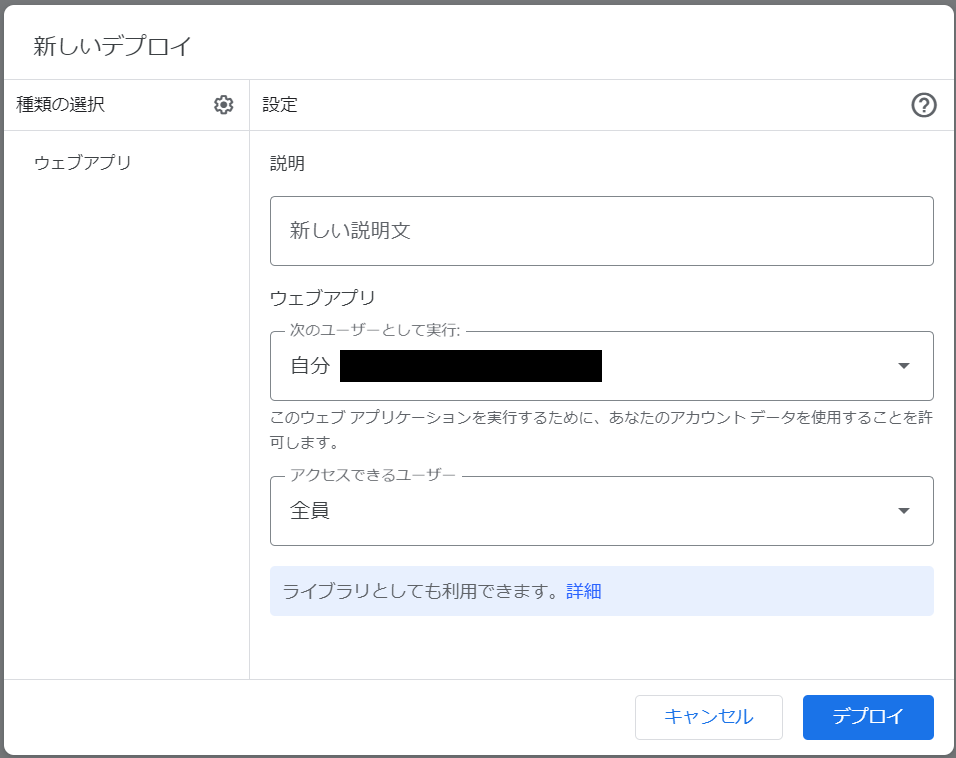 新しいデプロイ
種類の選択
設定
ウェブアプリ
説明
新しい説明文
ウェブアプリ
次のユーザーとして実行:
自分
このウェブ アプリケーションを実行するために、あなたのアカウント データを使用することを許
可します。
アクセスできるユーザー
全員
ライブラリとしても利用できます。詳細
キャンセル
デプロイ